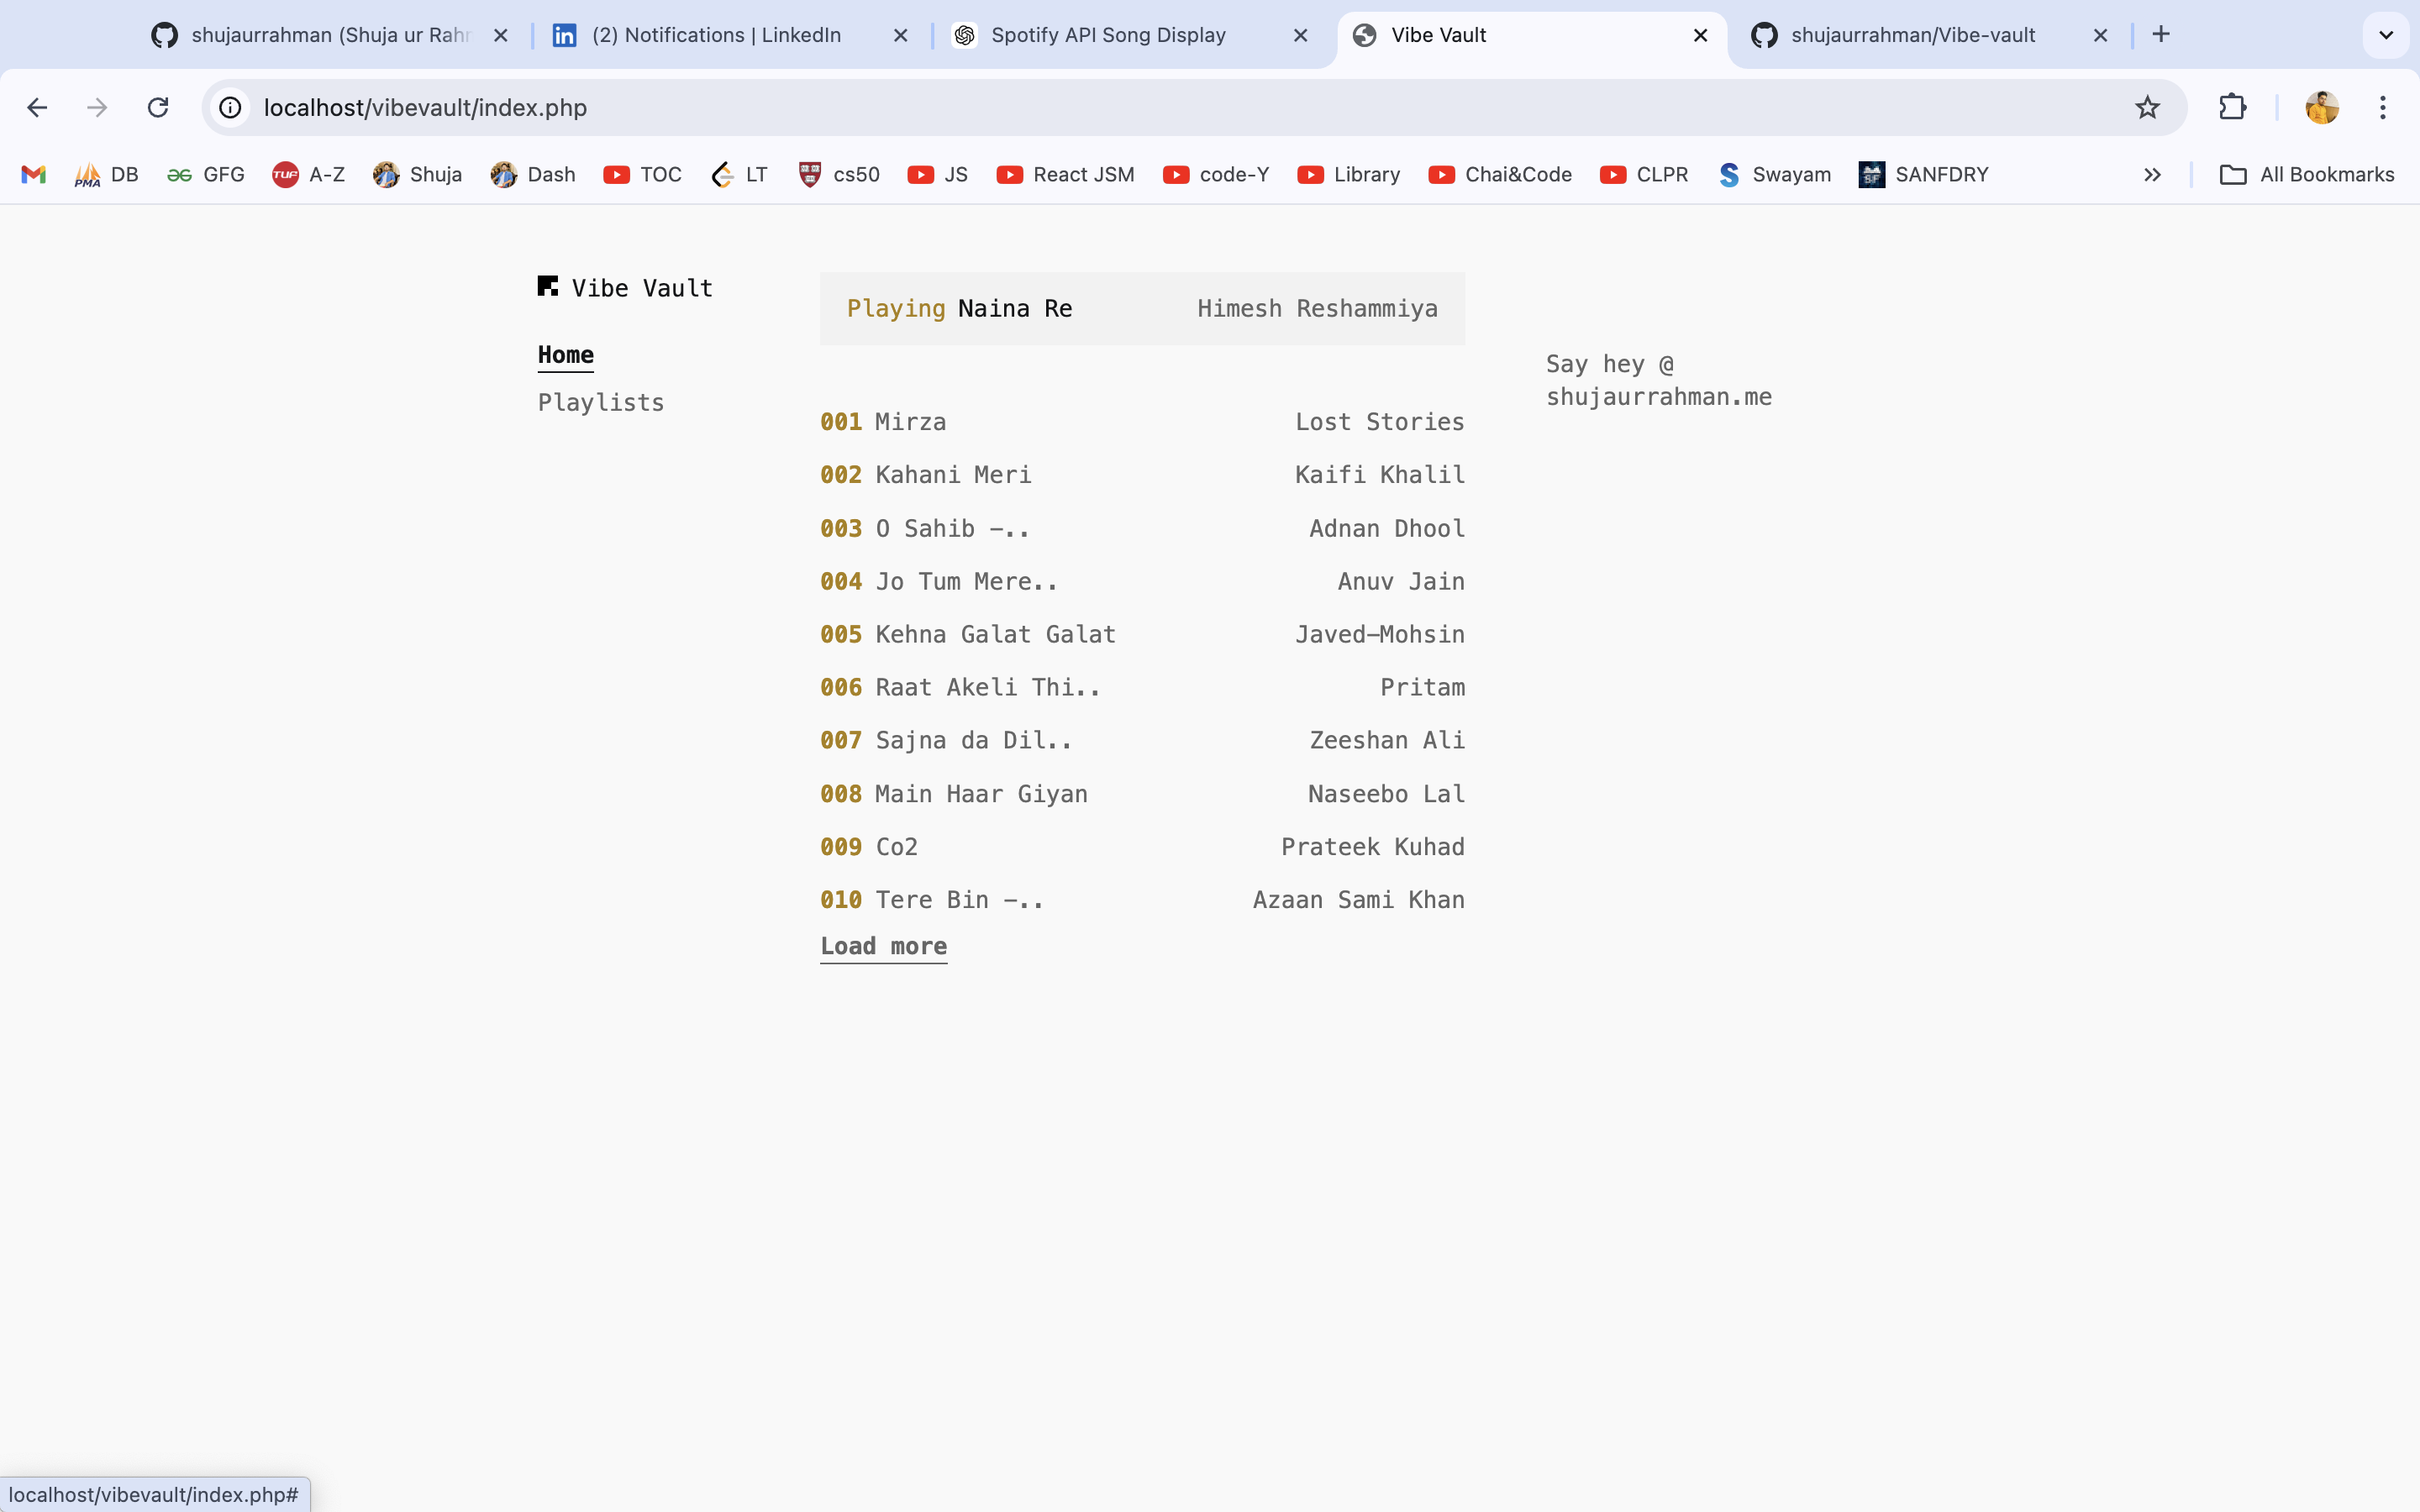 shujaurrahman (Shuja ur Rahm
(2) Notifications | LinkedIn
Spotify API Song Display
Vibe Vault
shujaurrahman/Vibe-vault
localhost/vibevault/index.php
DB
GFG
A-Z
Shuja
Dash
TOC
LT
cs50
JS
React JSM
code-Y
Library
Chai&Code
CLPR
Swayam
SANFDRY
All Bookmarks
Vibe Vault
Home
Playlists
Playing Naina Re Himesh Reshammiya
Say hey @
shujaurrahman.me
001 Mirza Lost Stories
002 Kahani Meri Kaifi Khalil
003 O Sahib -.. Adnan Dhool
004 Jo Tum Mere.. Anuv Jain
005 Kehna Galat Galat Javed-Mohsin
006 Raat Akeli Thi.. Pritam
007 Sajna da Dil.. Zeeshan Ali
008 Main Haar Giyan Naseebo Lal
009 Co2 Prateek Kuhad
010 Tere Bin -.. Azaan Sami Khan
Load more
localhost/vibevault/index.php#